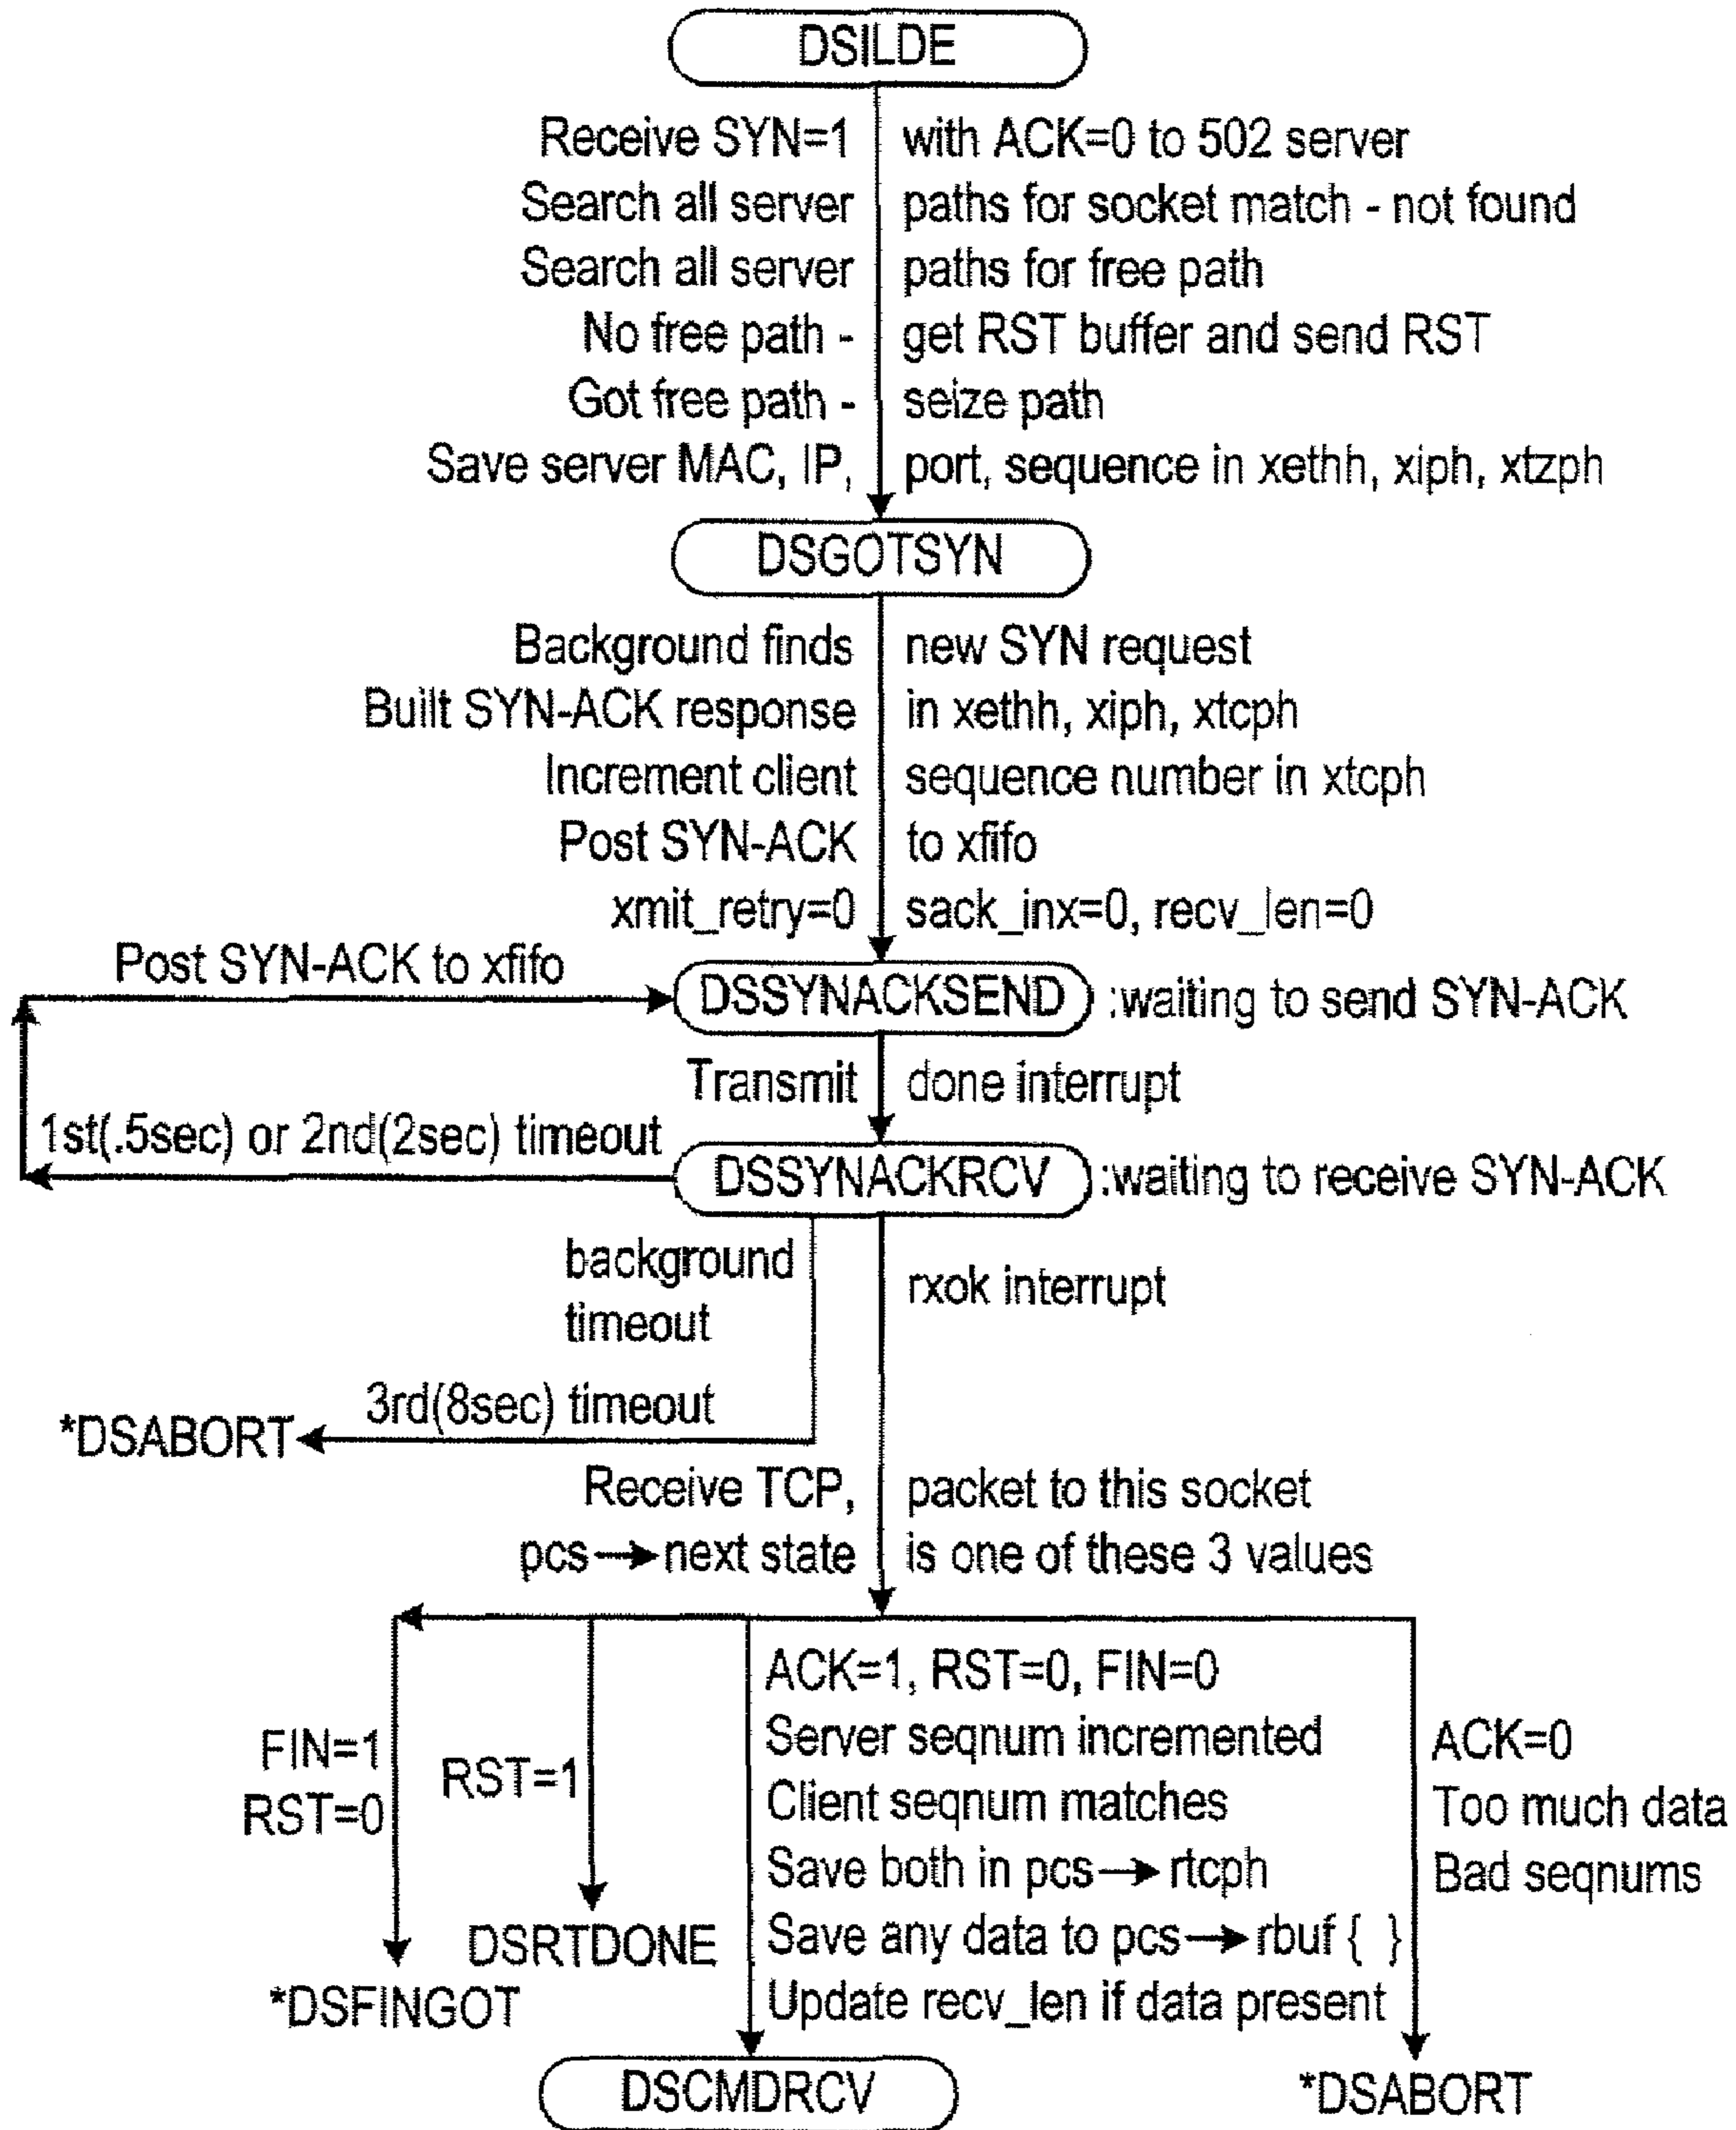 DSILDE
Receive SYN=1 with ACK=0 to 502 server
Search all server paths for socket match - not found
Search all server paths for free path
No free path - get RST buffer and send RST
Got free path - seize path
Save server MAC, IP, port, sequence in xethh, xiph, xtzph
DSGOTSYN
Background finds new SYN request
Built SYN-ACK response in xethh, xiph, xtcph
Increment client sequence number in xtcph
Post SYN-ACK to xfifo
xmit_retry=0 sack_inx=0, recv_len=0
Post SYN-ACK to xfifo
DSSYNACKSEND :waiting to send SYN-ACK
Transmit done interrupt
1st(.5sec) or 2nd(2sec) timeout
DSSYNACKRCV :waiting to receive SYN-ACK
background
timeout
rxok interrupt
3rd(8sec) timeout
*DSABORT
Receive TCP, packet to this socket
pcs→next state is one of these 3 values
FIN=1
RST=0
*DSFINGOT
RST=1
DSRTDONE
ACK=1, RST=0, FIN=0
Server seqnum incremented
Client seqnum matches
Save both in pcs→rtcph
Save any data to pcs→rbuf { }
Update recv_len if data present
DSCMDRCV
ACK=0
Too much data
Bad seqnums
*DSABORT